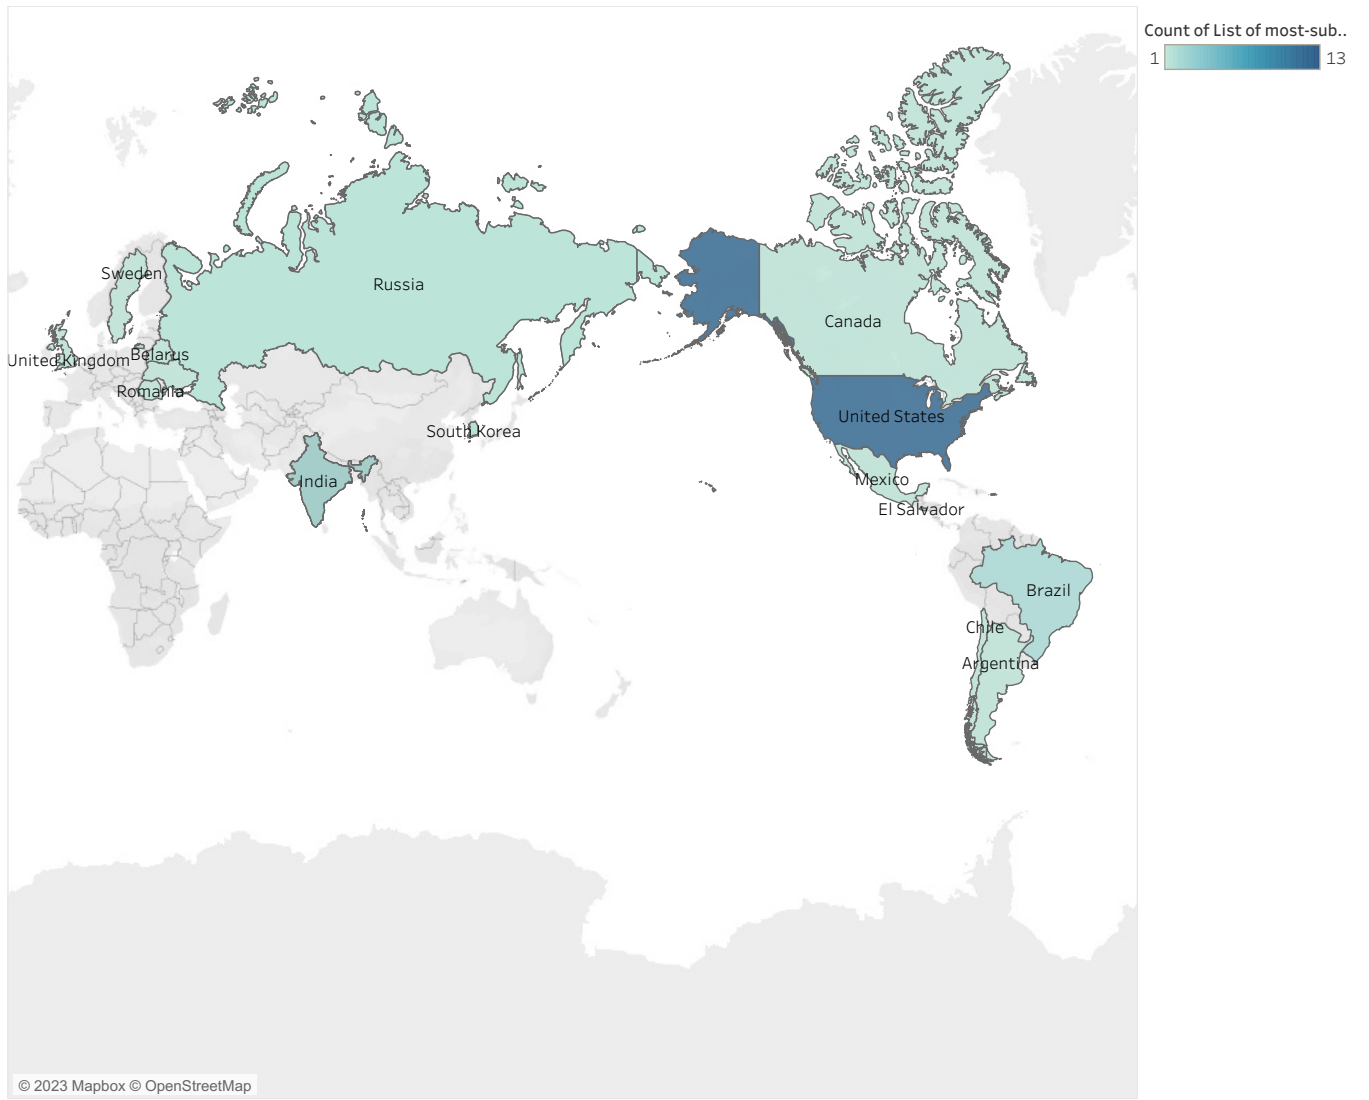 Count of List of most-sub..
1 13
Sweden
Russia
Canada
United Kingdom
Belarus
Romania
United States
South Korea
India
Mexico
El Salvador
Brazil
Chile
Argentina
© 2023 Mapbox © OpenStreetMap